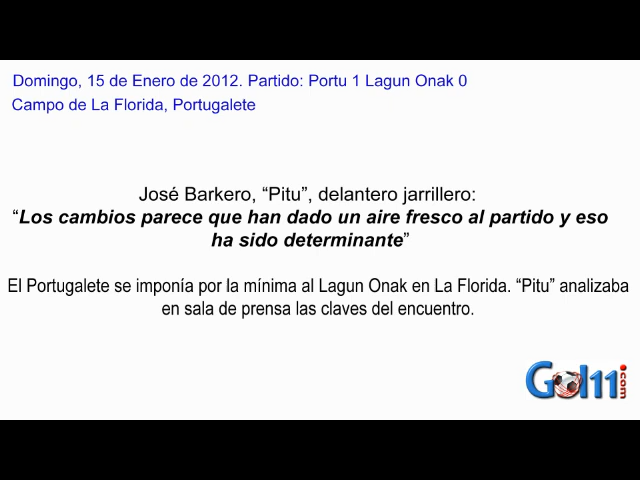 Domingo, 15 de Enero de 2012. Partido: Portu 1 Lagun Onak 0
Campo de La Florida, Portugalete
José Barkero, “Pitu”, delantero jarrillero:
“Los cambios parece que han dado un aire fresco al partido y eso
ha sido determinante”
El Portugalete se imponía por la mínima al Lagun Onak en La Florida. “Pitu” analizaba
en sala de prensa las claves del encuentro.
Gol11.com